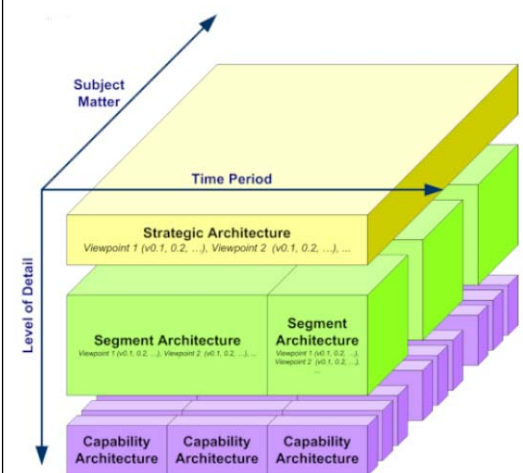 Subject
Matter
Time Period
Strategic Architecture
Viewpoint 1 (v0.1, 0.2, ...), Viewpoint 2 (v0.1, 0.2, ...), ...
Level of Detail
Segment Architecture
Viewpoint 1 (v0.1, 0.2, ...), Viewpoint 2 (v0.1, 0.2, ...), ...
Segment
Architecture
Viewpoint 1 (v0.1, 0.2, ...),
Viewpoint 2 (v0.1, 0.2, ...),
...
Capability
Architecture
Capability
Architecture
Capability
Architecture